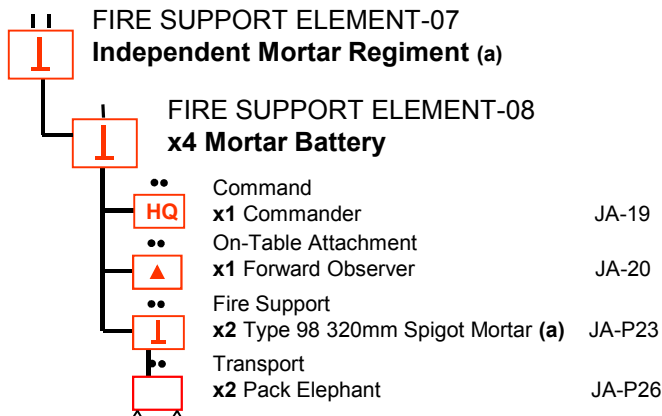 FIRE SUPPORT ELEMENT-07
Independent Mortar Regiment (a)
FIRE SUPPORT ELEMENT-08
x4 Mortar Battery
HQ
Command
x1 Commander JA-19
On-Table Attachment
x1 Forward Observer JA-20
Fire Support
x2 Type 98 320mm Spigot Mortar (a) JA-P23
Transport
x2 Pack Elephant JA-P26